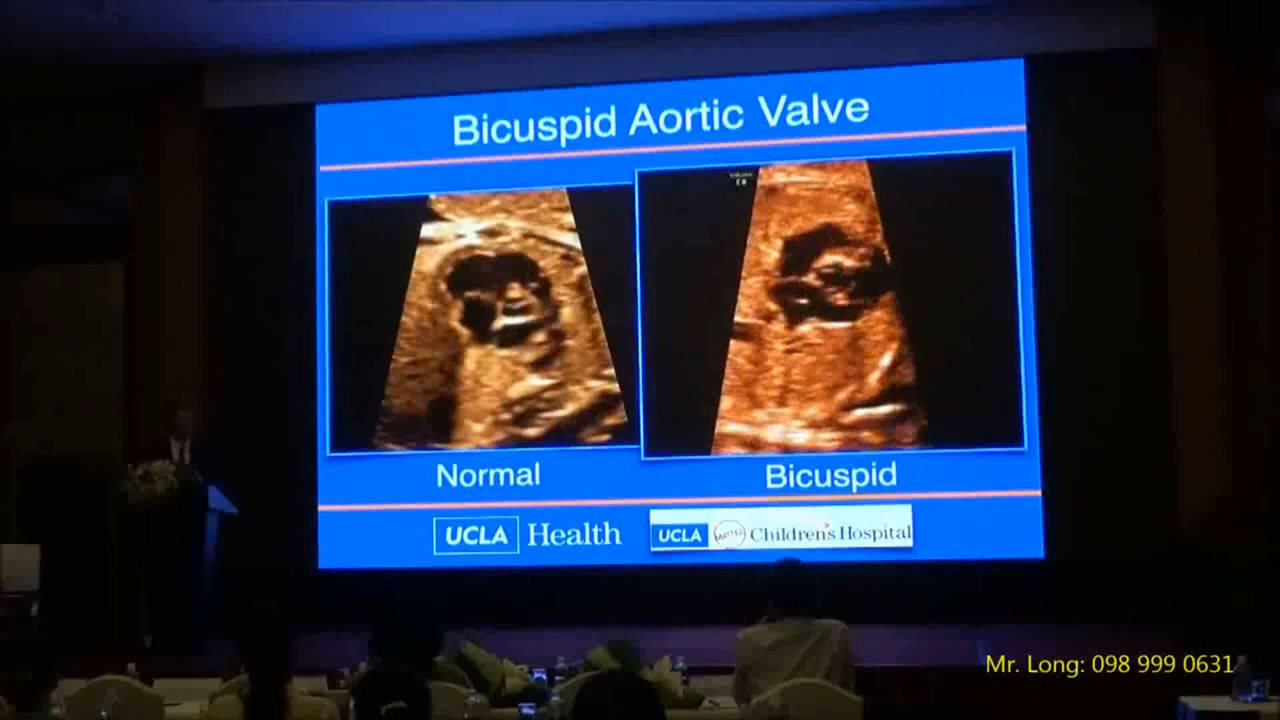 Bicuspid Aortic Valve
Normal
Bicuspid
UCLA Health
UCLA Children's Hospital
Mr. Long: 098 999 0631